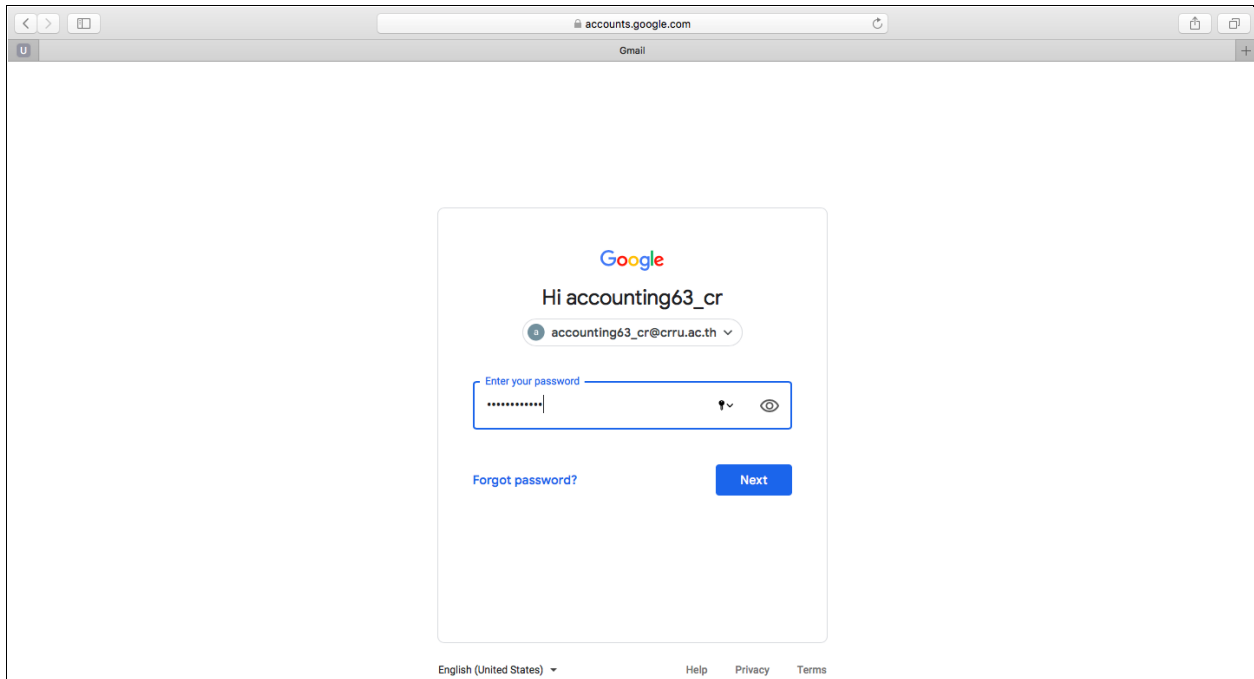 accounts.google.com
U
Gmail
Google
Hi accounting63_cr
a accounting63_cr@crru.ac.th
Enter your password
••••••••••••
Forgot password?
Next
English (United States)
Help Privacy Terms